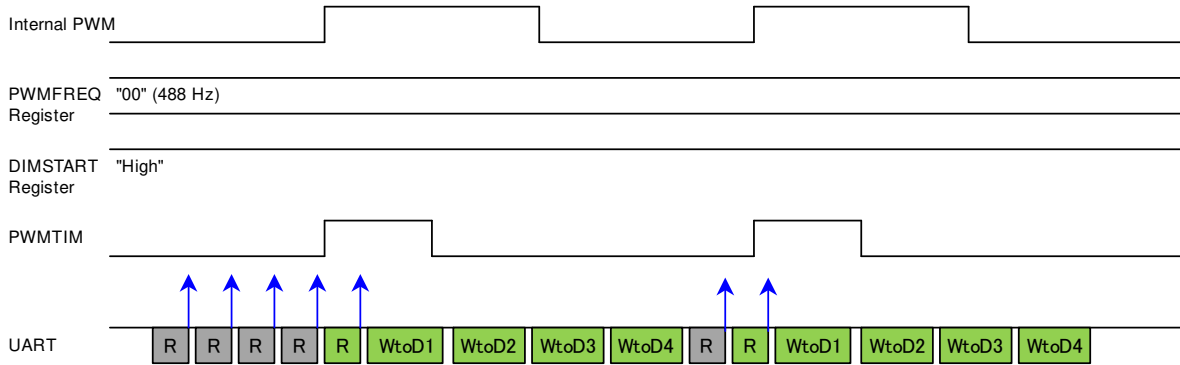 Internal PWM
PWMFREQ "00" (488 Hz)
Register
DIMSTART "High"
Register
PWMTIM
UART R R R R R WtoD1 WtoD2 WtoD3 WtoD4 R R WtoD1 WtoD2 WtoD3 WtoD4